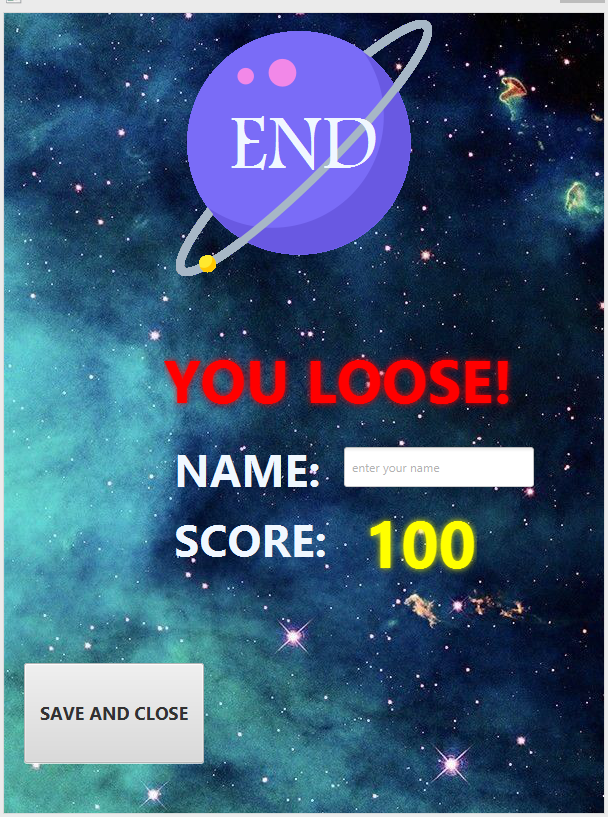 END
YOU LOOSE!
NAME: enter your name
SCORE: 100
SAVE AND CLOSE